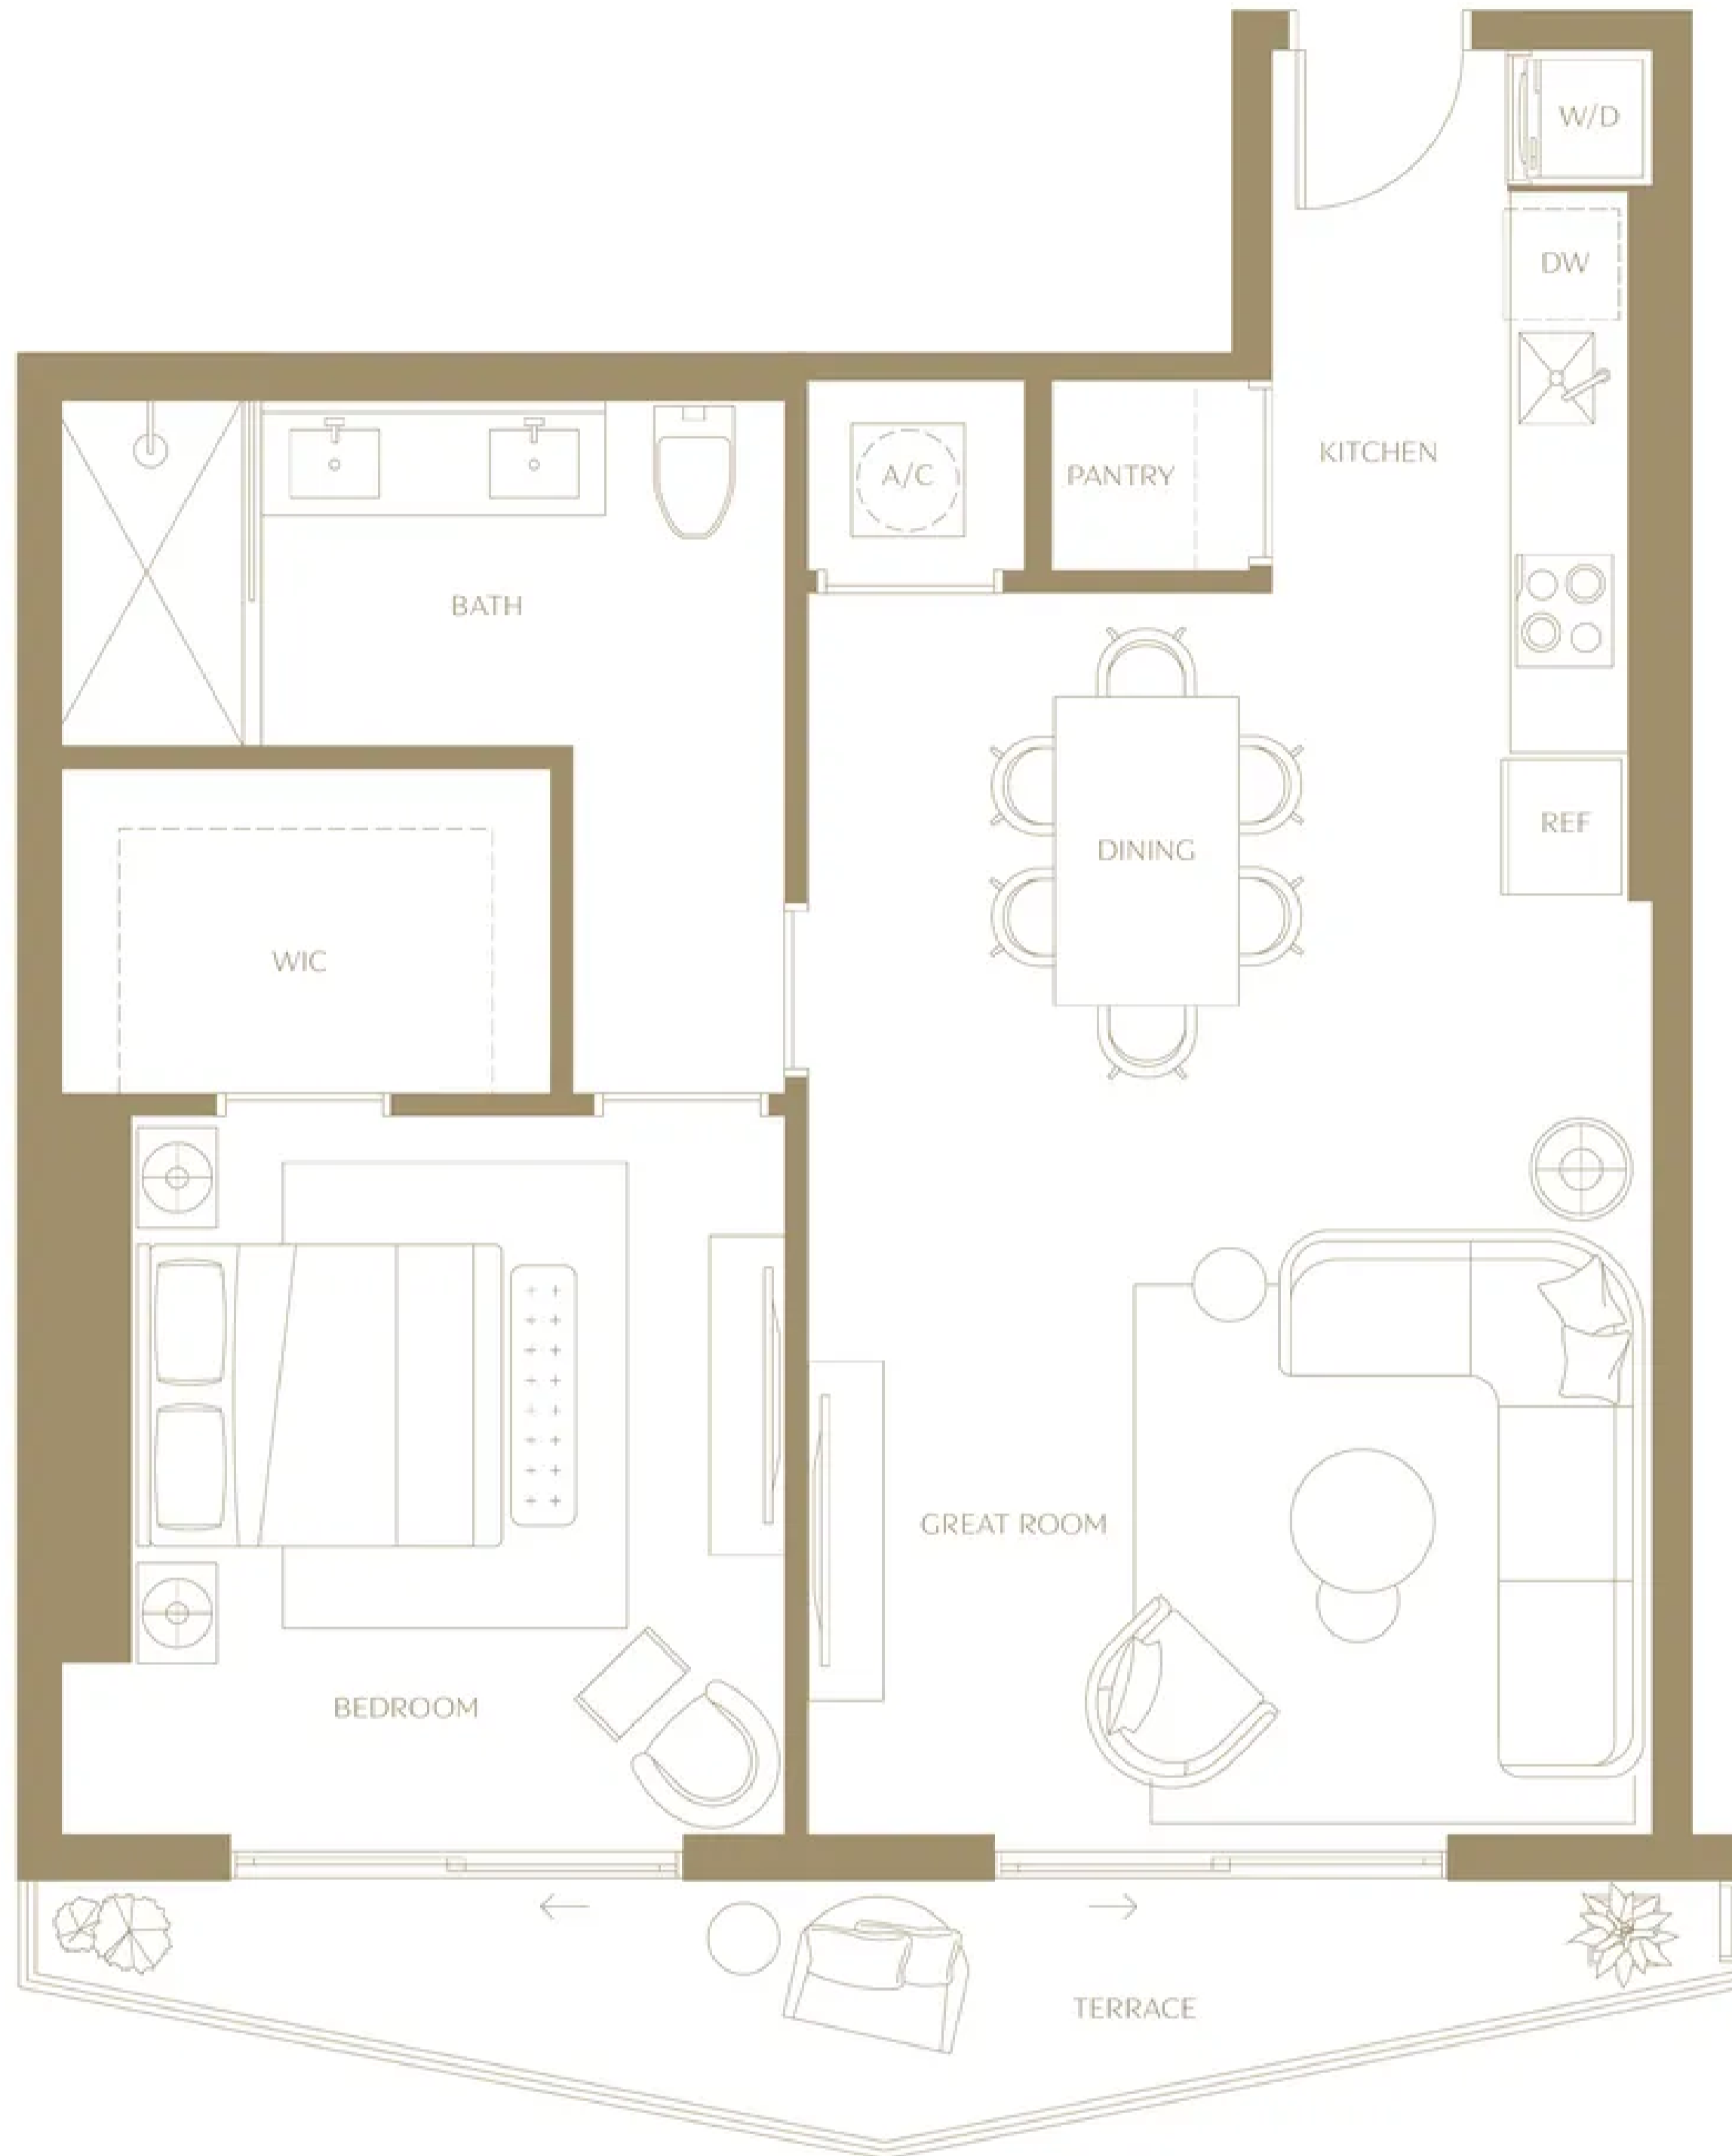 W/D
DW
KITCHEN
A/C
PANTRY
BATH
REF
DINING
WIC
GREAT ROOM
BEDROOM
TERRACE